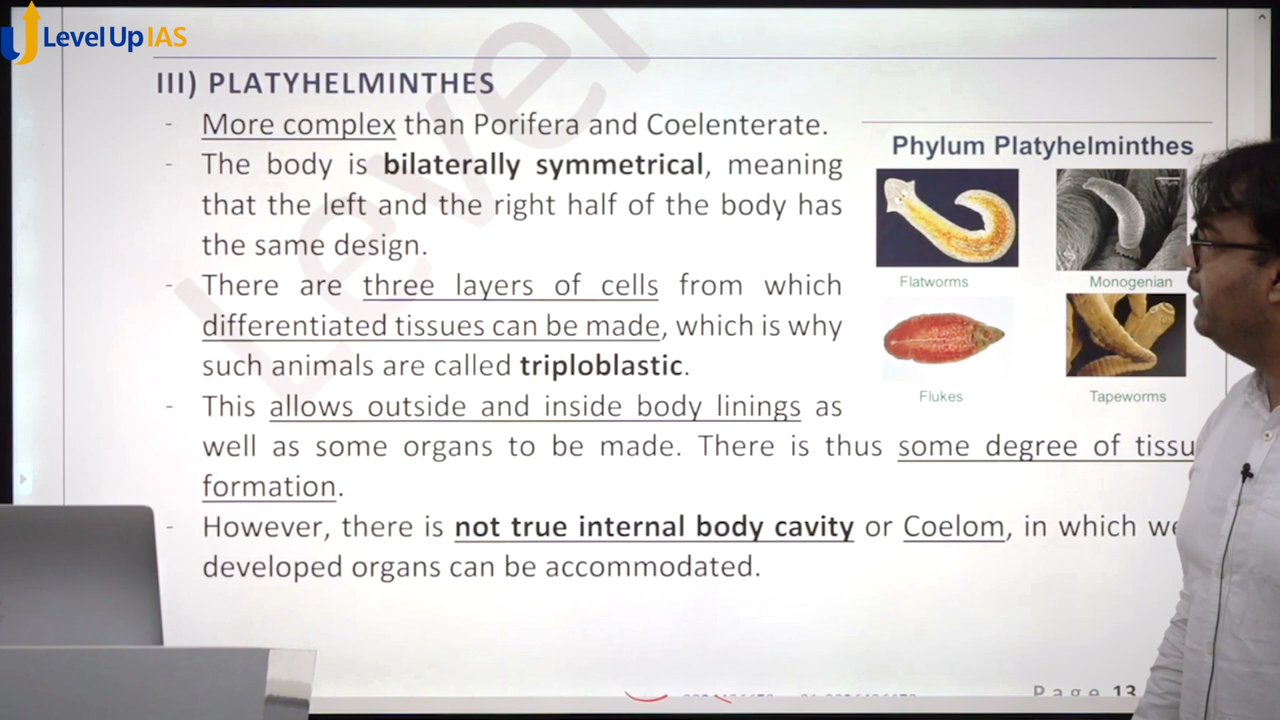 Level Up IAS
III) PLATYHELMINTHES
- More complex than Porifera and Coelenterate.
- The body is bilaterally symmetrical, meaning
that the left and the right half of the body has
the same design.
- There are three layers of cells from which
differentiated tissues can be made, which is why
such animals are called triploblastic.
- This allows outside and inside body linings as
well as some organs to be made. There is thus some degree of
formation.
- However, there is not true internal body cavity or Coelom, in which
developed organs can be accommodated.
Phylum Platyhelminthes
Flatworms
Monogenian
Flukes
Tapeworms
Level
Page 13